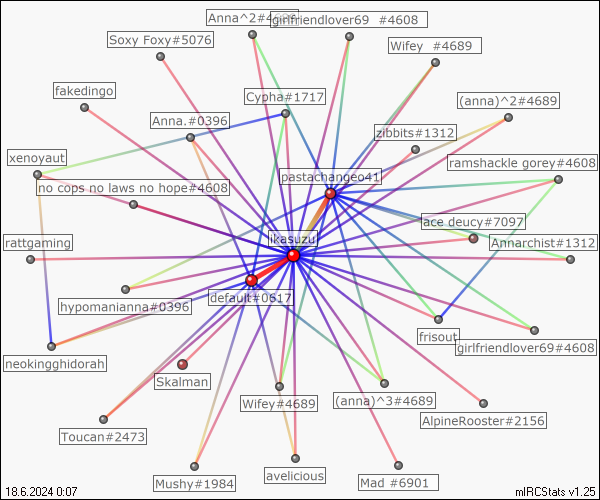 Anna^2#4689
girlfriendlover69 #4608
Soxy Foxy#5076
Wifey #4689
fakedingo
Cypha#1717
(anna)^2#4689
Anna.#0396
zibbits#1312
xenoyaut
pastachangeo41
ramshackle gorey#4608
no cops no laws no hope#4608
lace.deucy#7097
rattgaming
ikasuzu
Annarchist#1312
hypomanianna#0396
default#0617
frisout
girlfriendlover69#4608
neokingghidorah
Skalman
Wifey#4689
(anna)^3#4689
AlpineRooster#2156
Toucan#2473
Mushy#1984
avelicious
Mad #6901
18.6.2024 0:07
mIRCStats v1.25